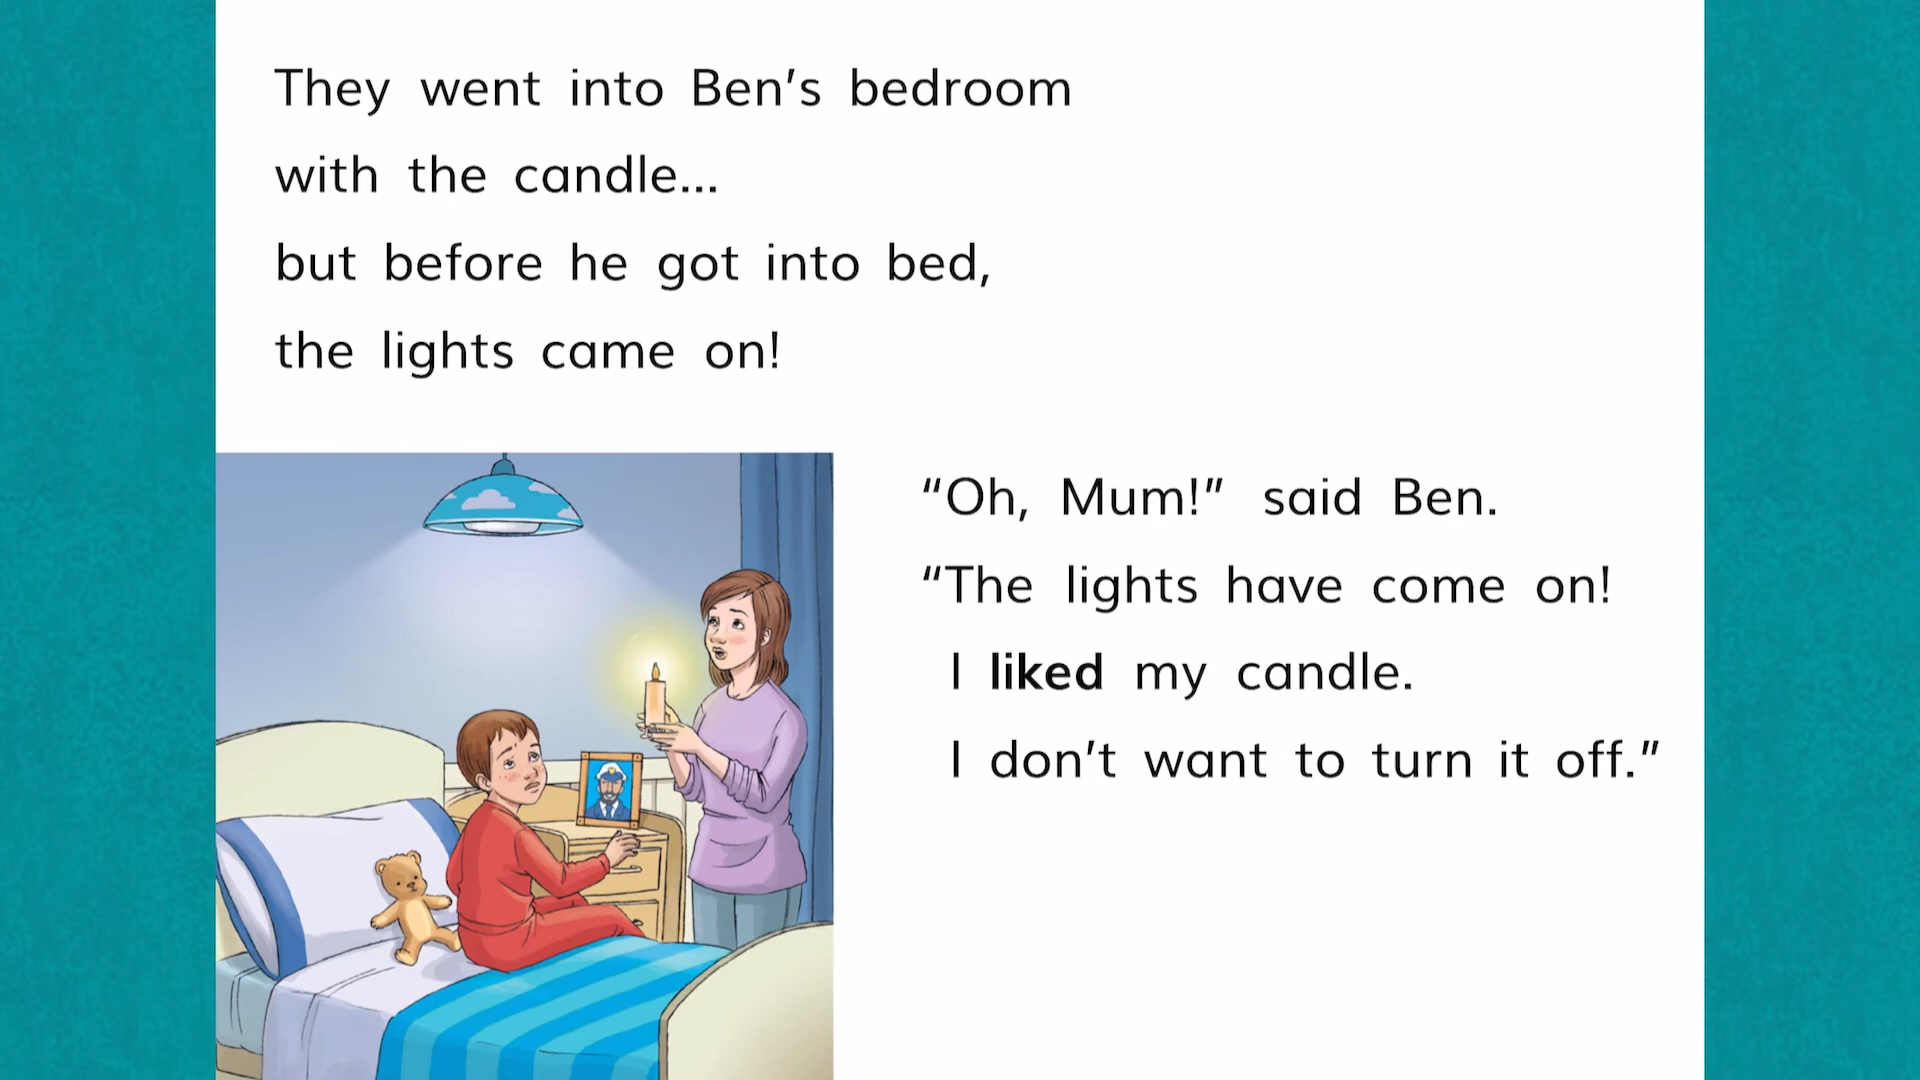 They went into Ben’s bedroom
with the candle...
but before he got into bed,
the lights came on!
“Oh, Mum!” said Ben.
“The lights have come on!
I liked my candle.
I don’t want to turn it off.”